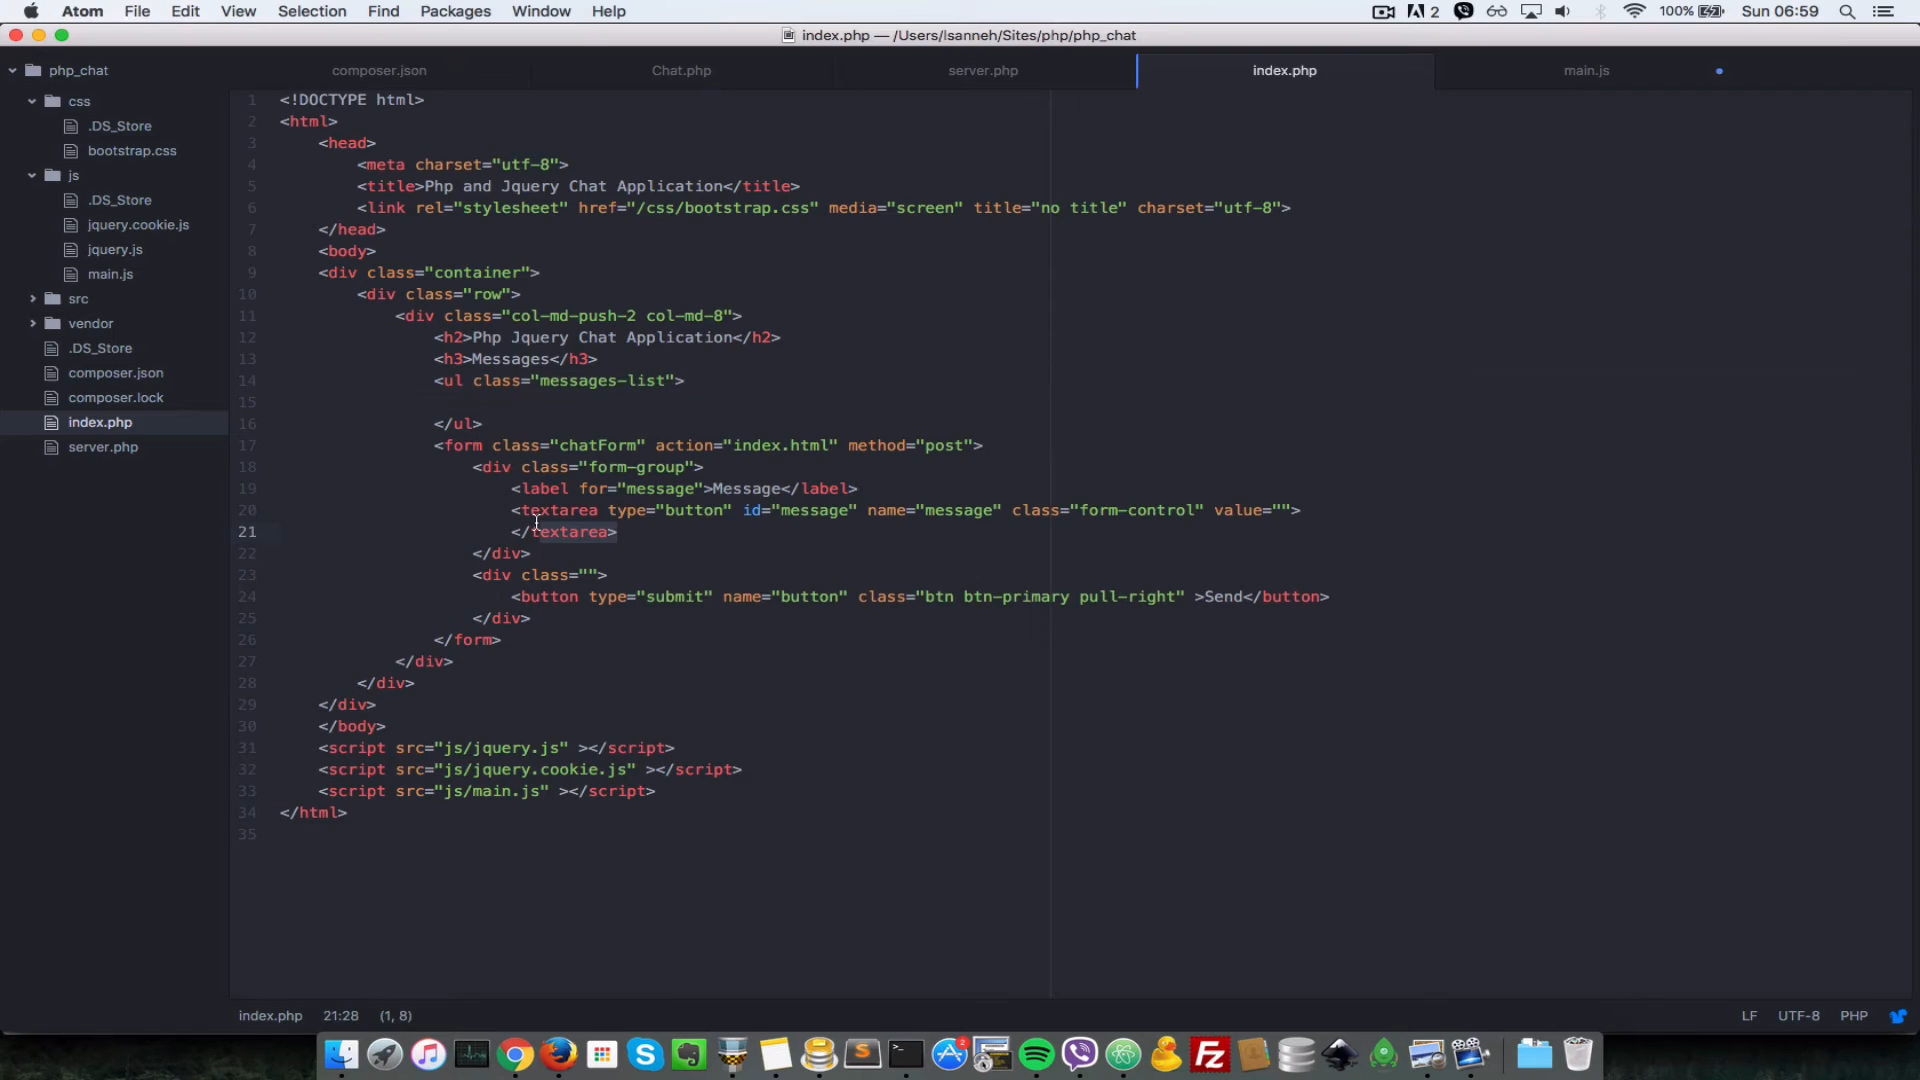 Atom File Edit View Selection Find Packages Window Help 2 100% Sun 06:59
index.php — /Users/lsanneh/Sites/php/php_chat
php_chat
css
.DS_Store
bootstrap.css
js
.DS_Store
jquery.cookie.js
jquery.js
main.js
src
vendor
.DS_Store
composer.json
composer.lock
index.php
server.php
composer.json Chat.php server.php index.php main.js
1 <!DOCTYPE html>
2 <html>
3 <head>
4 <meta charset="utf-8">
5 <title>Php and Jquery Chat Application</title>
6 <link rel="stylesheet" href="/css/bootstrap.css" media="screen" title="no title" charset="utf-8">
7 </head>
8 <body>
9 <div class="container">
10 <div class="row">
11 <div class="col-md-push-2 col-md-8">
12 <h2>Php Jquery Chat Application</h2>
13 <h3>Messages</h3>
14 <ul class="messages-list">
15
16 </ul>
17 <form class="chatForm" action="index.html" method="post">
18 <div class="form-group">
19 <label for="message">Message</label>
20 <textarea type="button" id="message" name="message" class="form-control" value="">
21 </textarea>
22 </div>
23 <div class="">
24 <button type="submit" name="button" class="btn btn-primary pull-right" >Send</button>
25 </div>
26 </form>
27 </div>
28 </div>
29 </div>
30 </body>
31 <script src="js/jquery.js" ></script>
32 <script src="js/jquery.cookie.js" ></script>
33 <script src="js/main.js" ></script>
34 </html>
35
index.php 21:28 (1, 8) LF UTF-8 PHP
2
FZ